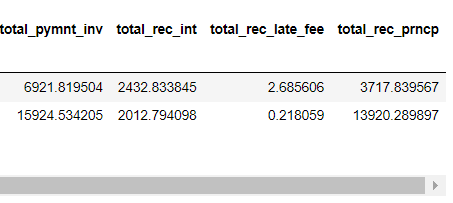 total_pymnt_inv total_rec_int total_rec_late_fee total_rec_prncp
6921.819504 2432.833845 2.685606 3717.839567
15924.534205 2012.794098 0.218059 13920.289897